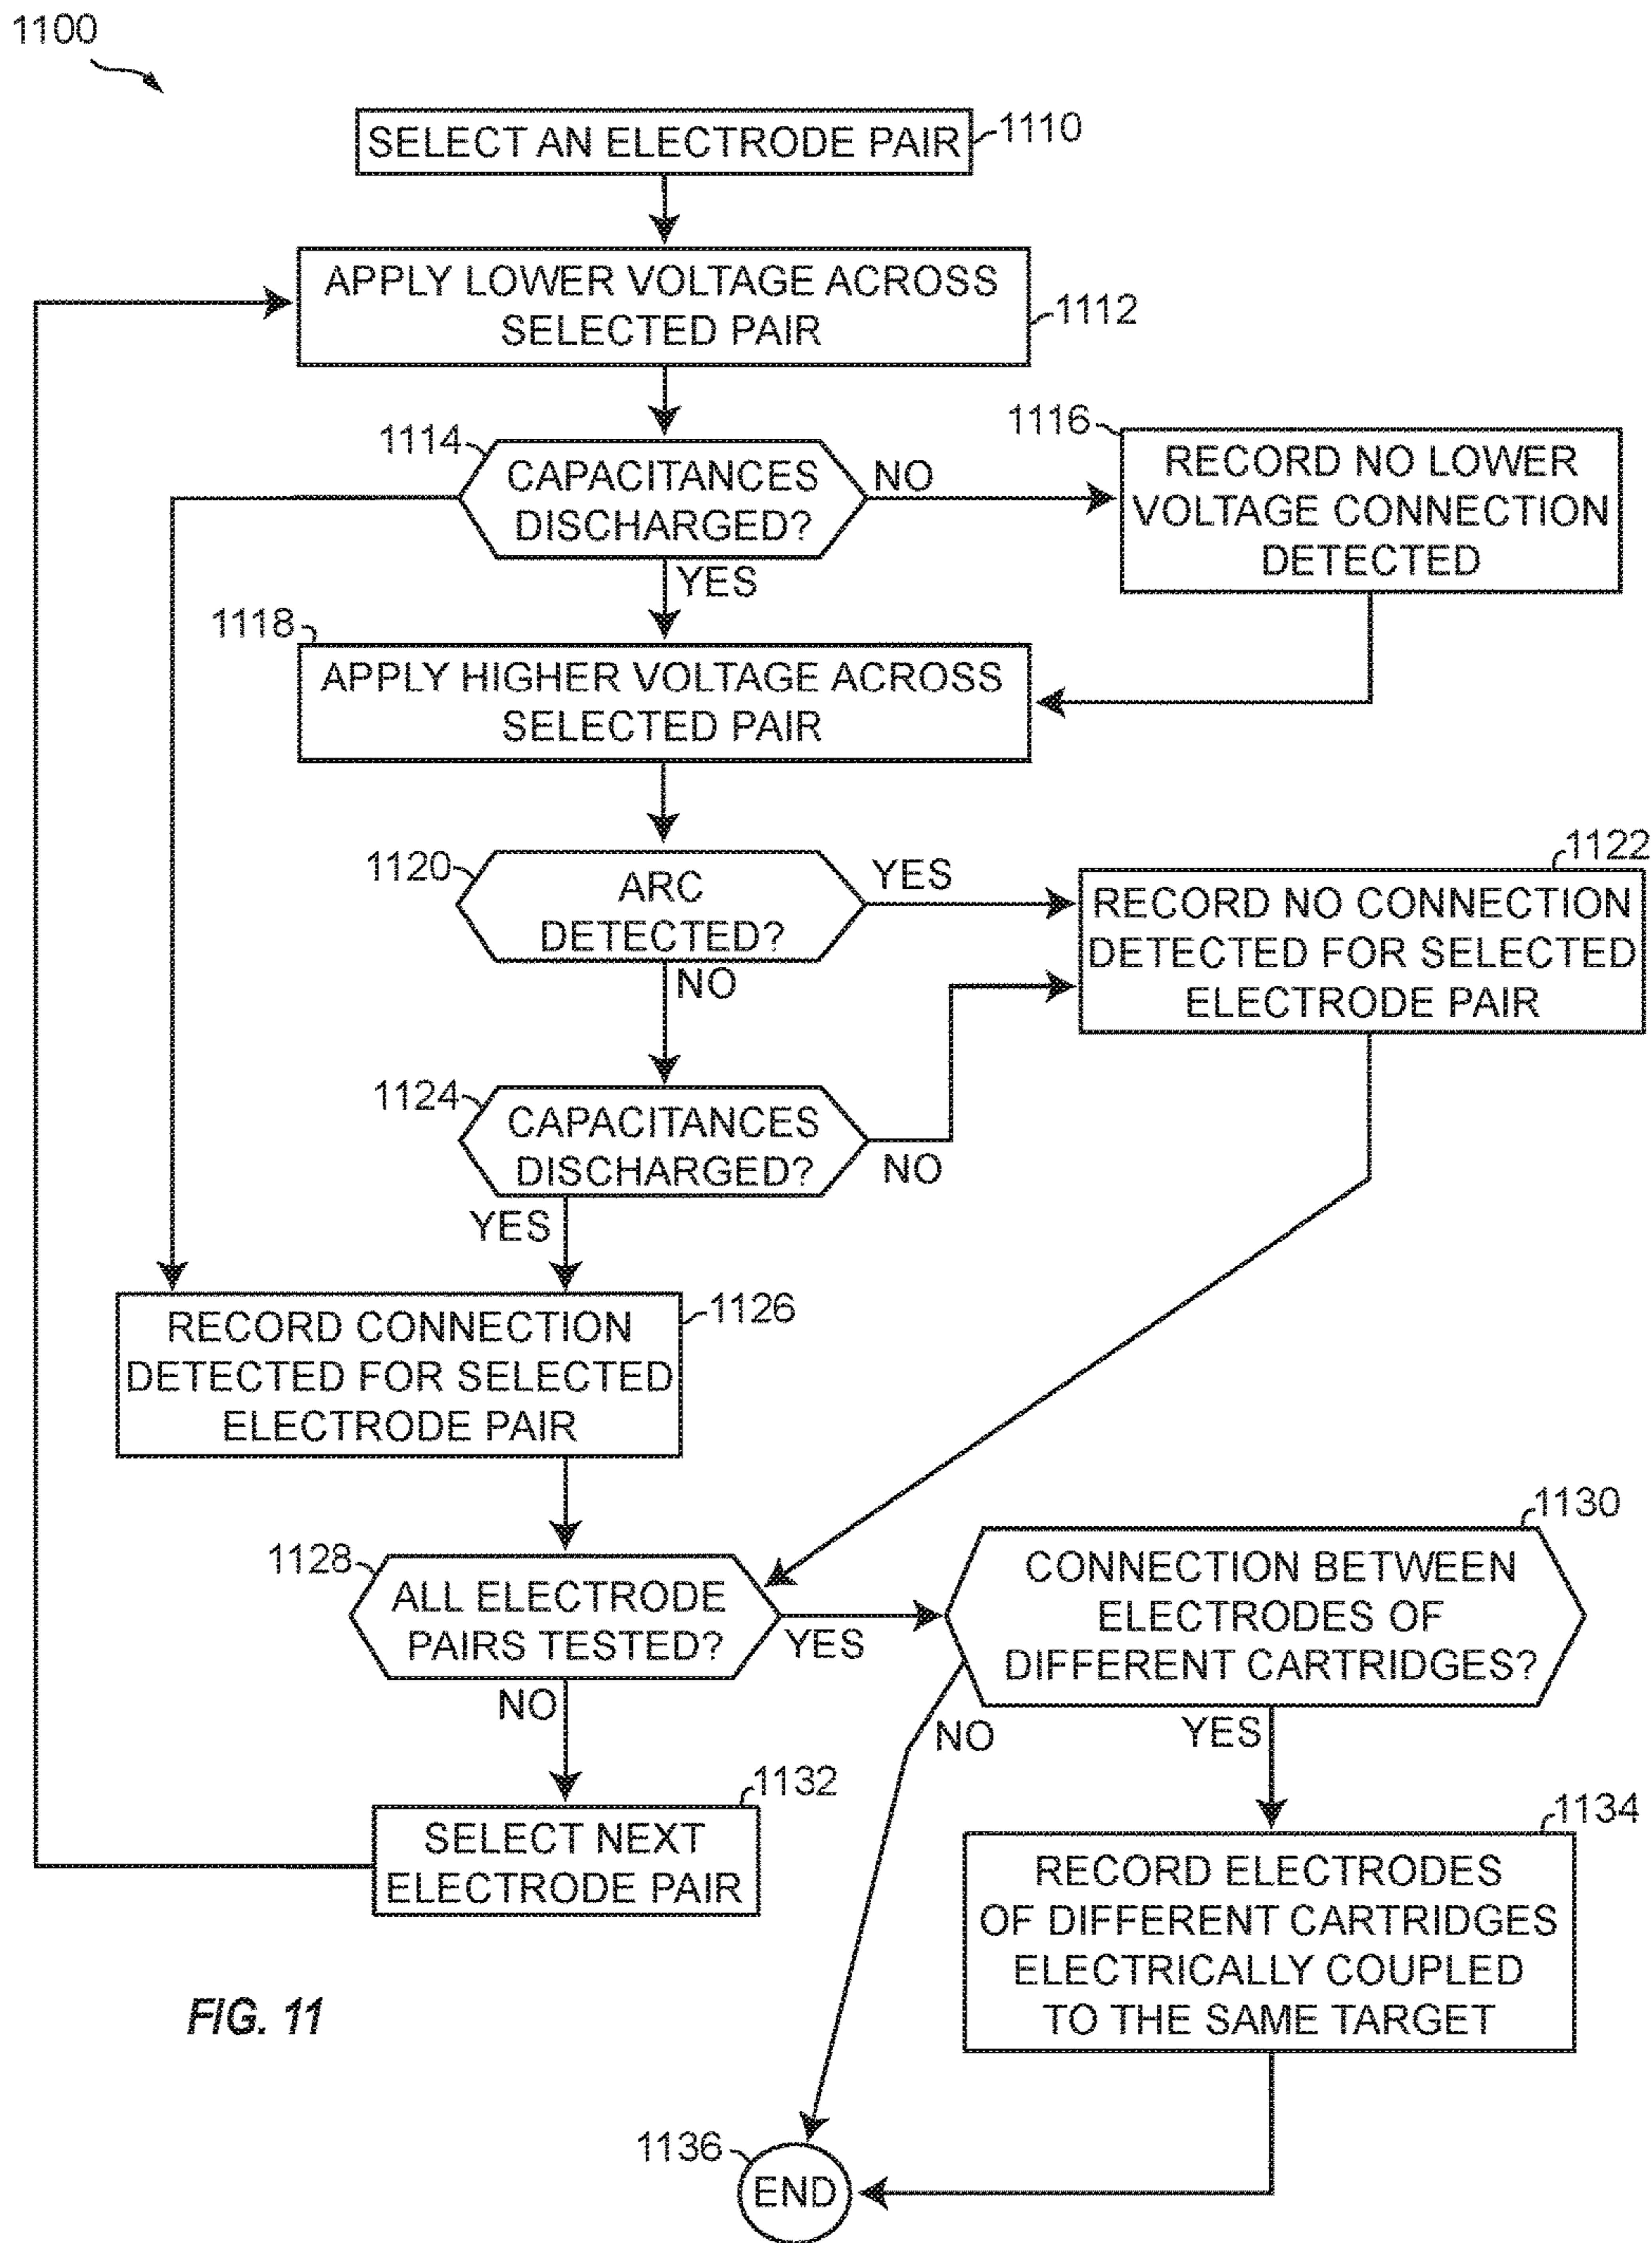 1100
SELECT AN ELECTRODE PAIR
1110
APPLY LOWER VOLTAGE ACROSS
SELECTED PAIR
1112
1114
CAPACITANCES
DISCHARGED?
NO
YES
1116
RECORD NO LOWER
VOLTAGE CONNECTION
DETECTED
1118
APPLY HIGHER VOLTAGE ACROSS
SELECTED PAIR
1120
ARC
DETECTED?
YES
NO
1122
RECORD NO CONNECTION
DETECTED FOR SELECTED
ELECTRODE PAIR
1124
CAPACITANCES
DISCHARGED?
NO
YES
RECORD CONNECTION
DETECTED FOR SELECTED
ELECTRODE PAIR
1126
1128
ALL ELECTRODE
PAIRS TESTED?
YES
NO
1130
CONNECTION BETWEEN
ELECTRODES OF
DIFFERENT CARTRIDGES?
NO
YES
1132
SELECT NEXT
ELECTRODE PAIR
1134
RECORD ELECTRODES
OF DIFFERENT CARTRIDGES
ELECTRICALLY COUPLED
TO THE SAME TARGET
FIG. 11
1136
END